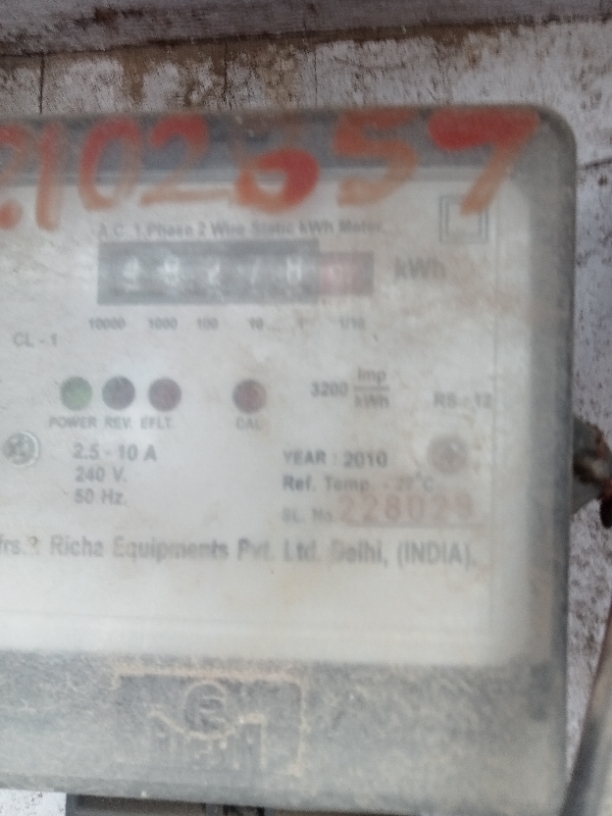 2102657
A.C. 1 Phase 2 Wire Static kWh Meter
kWh
10000 1000 100 10 1 1/10
CL - 1
3200 Imp/kWh
POWER REV. EFLT. CAL
2.5 - 10 A
240 V.
50 Hz.
YEAR : 2010
Ref. Temp. - °C
SL. No. 228029
Richa Equipments Pvt. Ltd. Delhi, (INDIA)